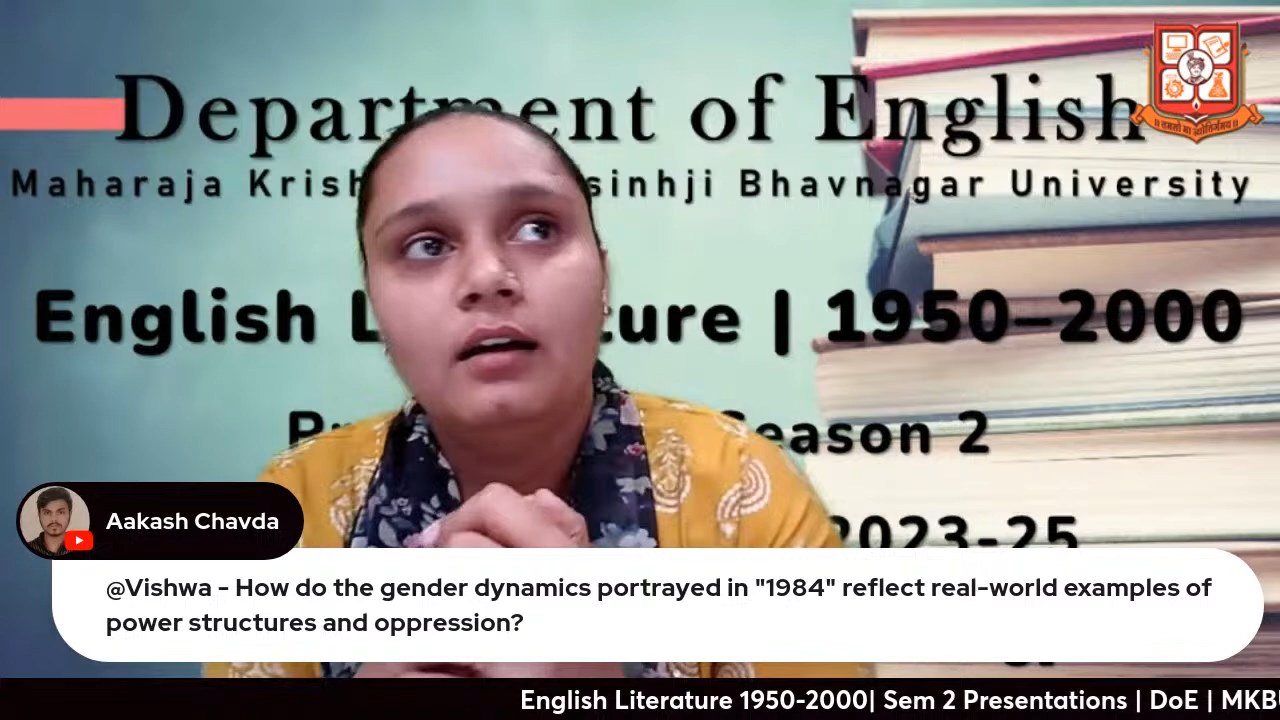 Department of English
Maharaja Krish sinhji Bhavnagar University
English L ture | 1950–2000
Season 2
2023-25
Aakash Chavda
@Vishwa - How do the gender dynamics portrayed in "1984" reflect real-world examples of
power structures and oppression?
English Literature 1950-2000| Sem 2 Presentations | DoE | MKB